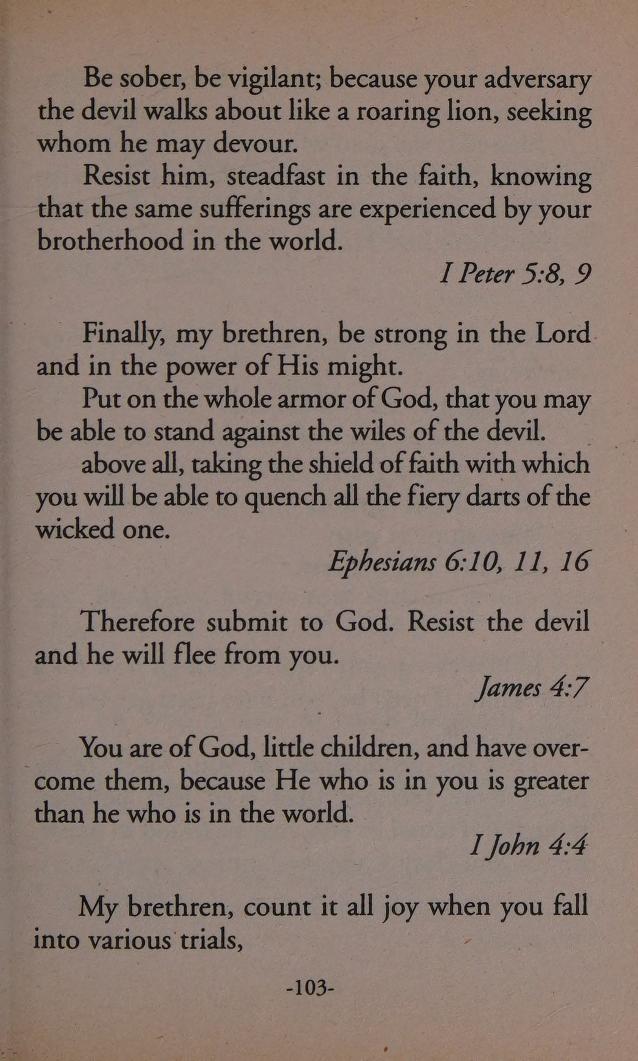 Be sober, be vigilant; because your adversary
the devil walks about like a roaring lion, seeking
whom he may devour.
Resist him, steadfast in the faith, knowing
that the same sufferings are experienced by your
brotherhood in the world.
I Peter 5:8, 9
Finally, my brethren, be strong in the Lord
and in the power of His might.
Put on the whole armor of God, that you may
be able to stand against the wiles of the devil.
above all, taking the shield of faith with which
you will be able to quench all the fiery darts of the
wicked one.
Ephesians 6:10, 11, 16
Therefore submit to God. Resist the devil
and he will flee from you.
James 4:7
You are of God, little children, and have over-
come them, because He who is in you is greater
than he who is in the world.
I John 4:4
My brethren, count it all joy when you fall
into various trials,
-103-